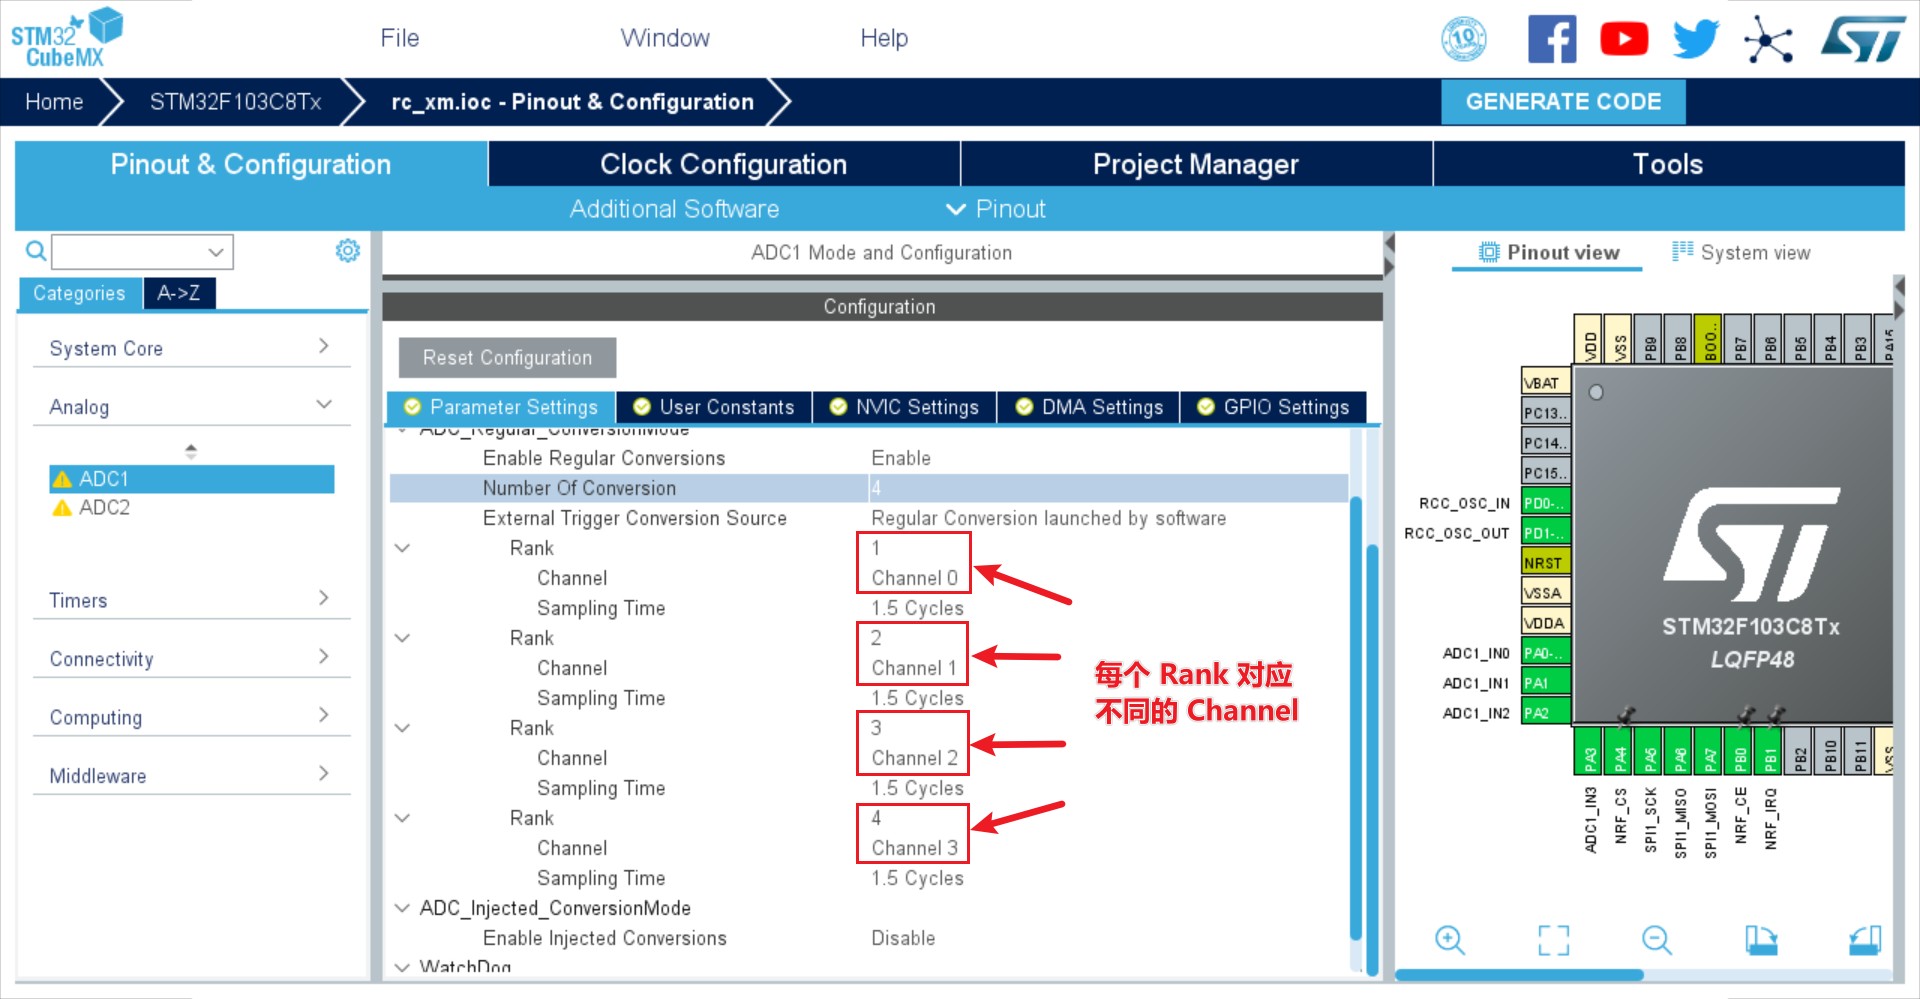 STM32
CubeMX
File
Window
Help
10
Home
STM32F103C8Tx
rc_xm.ioc - Pinout & Configuration
GENERATE CODE
Pinout & Configuration
Clock Configuration
Project Manager
Tools
Additional Software
Pinout
Categories
A->Z
System Core
Analog
ADC1
ADC2
Timers
Connectivity
Computing
Middleware
ADC1 Mode and Configuration
Configuration
Reset Configuration
Parameter Settings
User Constants
NVIC Settings
DMA Settings
GPIO Settings
ADC_Regular_ConversionMode
Enable Regular Conversions Enable
Number Of Conversion 4
External Trigger Conversion Source Regular Conversion launched by software
Rank 1
Channel Channel 0
Sampling Time 1.5 Cycles
Rank 2
Channel Channel 1
Sampling Time 1.5 Cycles
Rank 3
Channel Channel 2
Sampling Time 1.5 Cycles
Rank 4
Channel Channel 3
Sampling Time 1.5 Cycles
ADC_Injected_ConversionMode
Enable Injected Conversions Disable
WatchDog
每个 Rank 对应
不同的 Channel
Pinout view
System view
VDD
VSS
PB9
PB8
BOO..
PB7
PB6
PB5
PB4
PB3
PA15
VBAT
PC13..
PC14..
PC15..
RCC_OSC_IN PD0-..
RCC_OSC_OUT PD1-..
NRST
VSSA
VDDA
ADC1_IN0 PA0-..
ADC1_IN1 PA1
ADC1_IN2 PA2
ST
STM32F103C8Tx
LQFP48
PA3
PA4
PA5
PA6
PA7
PB0
PB1
PB2
PB10
PB11
VSS
ADC1_IN3
NRF_CS
SPI1_SCK
SPI1_MISO
SPI1_MOSI
NRF_CE
NRF_IRQ